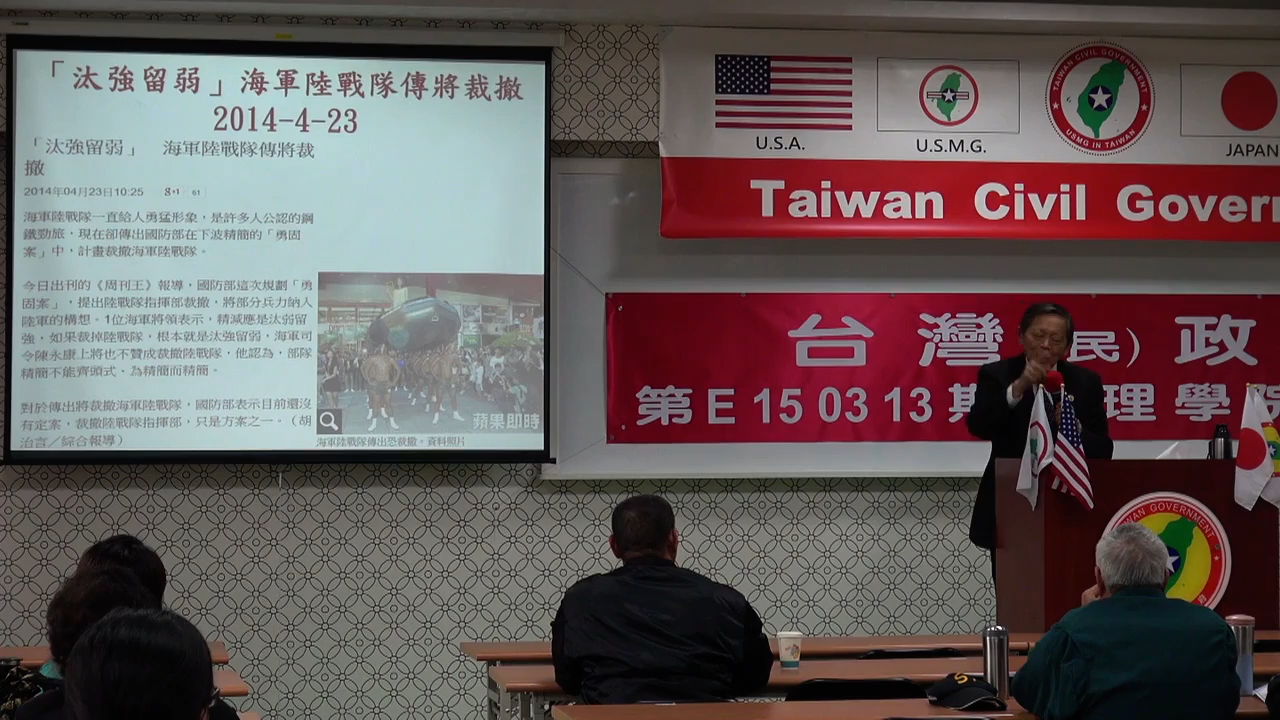 「汰強留弱」海軍陸戰隊傳將裁撤
2014-4-23
「汰強留弱」 海軍陸戰隊傳將裁
撤
2014年04月23日10:25 g+1 61
海軍陸戰隊一直給人勇猛形象，是許多人公認的鋼
鐵勁旅，現在卻傳出國防部在下波精簡的「勇固
案」中，計畫裁撤海軍陸戰隊。
今日出刊的《周刊王》報導，國防部這次規劃「勇
固案」，提出陸戰隊指揮部裁撤，將部分兵力納入
陸軍的構想。1位海軍將領表示，精減應是汰弱留
強，如果裁掉陸戰隊，根本就是汰強留弱，海軍司
令陳永康上將也不贊成裁撤陸戰隊，他認為，部隊
精簡不能齊頭式、為精簡而精簡。
對於傳出將裁撤海軍陸戰隊，國防部表示目前還沒
有定案，裁撤陸戰隊指揮部，只是方案之一。（胡
治言／綜合報導）
蘋果即時
海軍陸戰隊傳出恐裁撤。資料照片
U.S.A.
U.S.M.G.
TAIWAN CIVIL GOVERNMENT
USMG IN TAIWAN
JAPAN
Taiwan Civil Govern
台灣(民)政
第E150313期 理學院
WAN GOVERNMENT